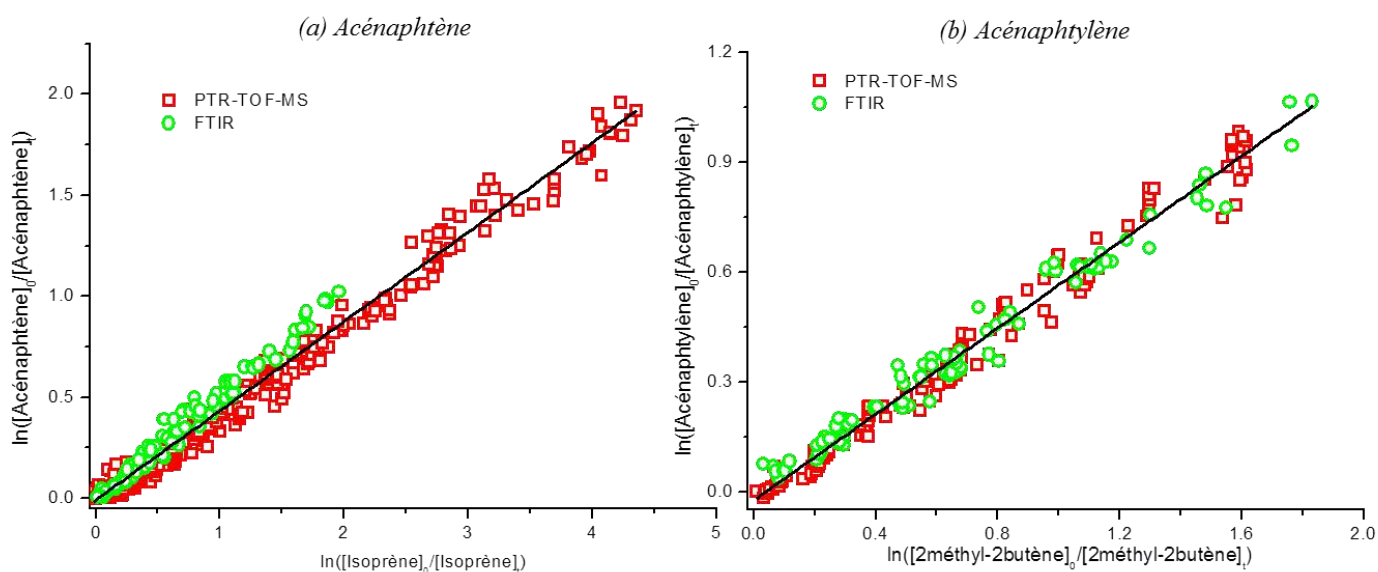 (a) Acénaphtène
(b) Acénaphtylène
ln([Acénaphtène]₀/[Acénaphtène]ₜ)
2.0
1.5
1.0
0.5
0.0
PTR-TOF-MS
FTIR
0 1 2 3 4 5
ln([Isoprène]₀/[Isoprène]ₜ)
ln([Acénaphtylène]₀/[Acénaphtylène]ₜ)
1.2
0.9
0.6
0.3
0.0
PTR-TOF-MS
FTIR
0.0 0.4 0.8 1.2 1.6 2.0
ln([2méthyl-2butène]₀/[2méthyl-2butène]ₜ)